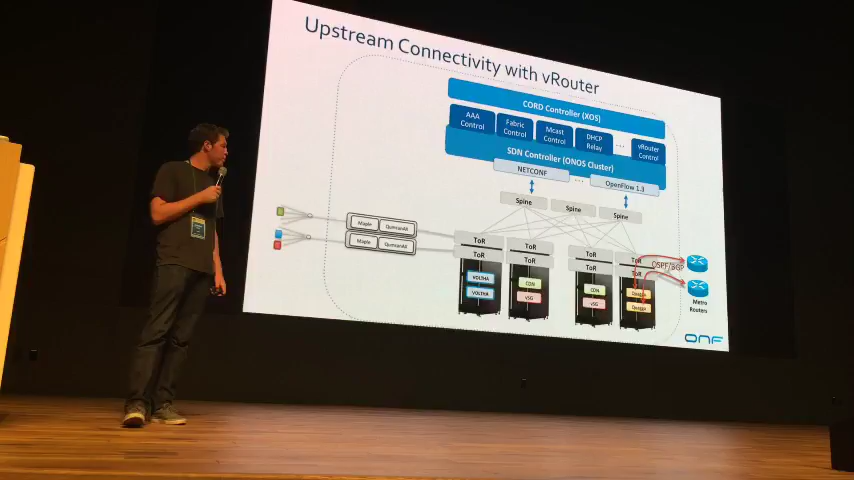 Upstream Connectivity with vRouter
CORD Controller (XOS)
AAA
Control
Fabric
Control
Mcast
Control
DHCP
Relay
...
vRouter
Control
SDN Controller (ONOS Cluster)
NETCONF
...
OpenFlow 1.3
Spine
Spine
Spine
Maple
QumranAX
Maple
QumranAX
ToR
ToR
ToR
ToR
ToR
ToR
ToR
OSPF/BGP
VOLTHA
VOLTHA
CDN
vSG
CDN
vSG
Quagga
Quagga
Metro
Routers
ONF